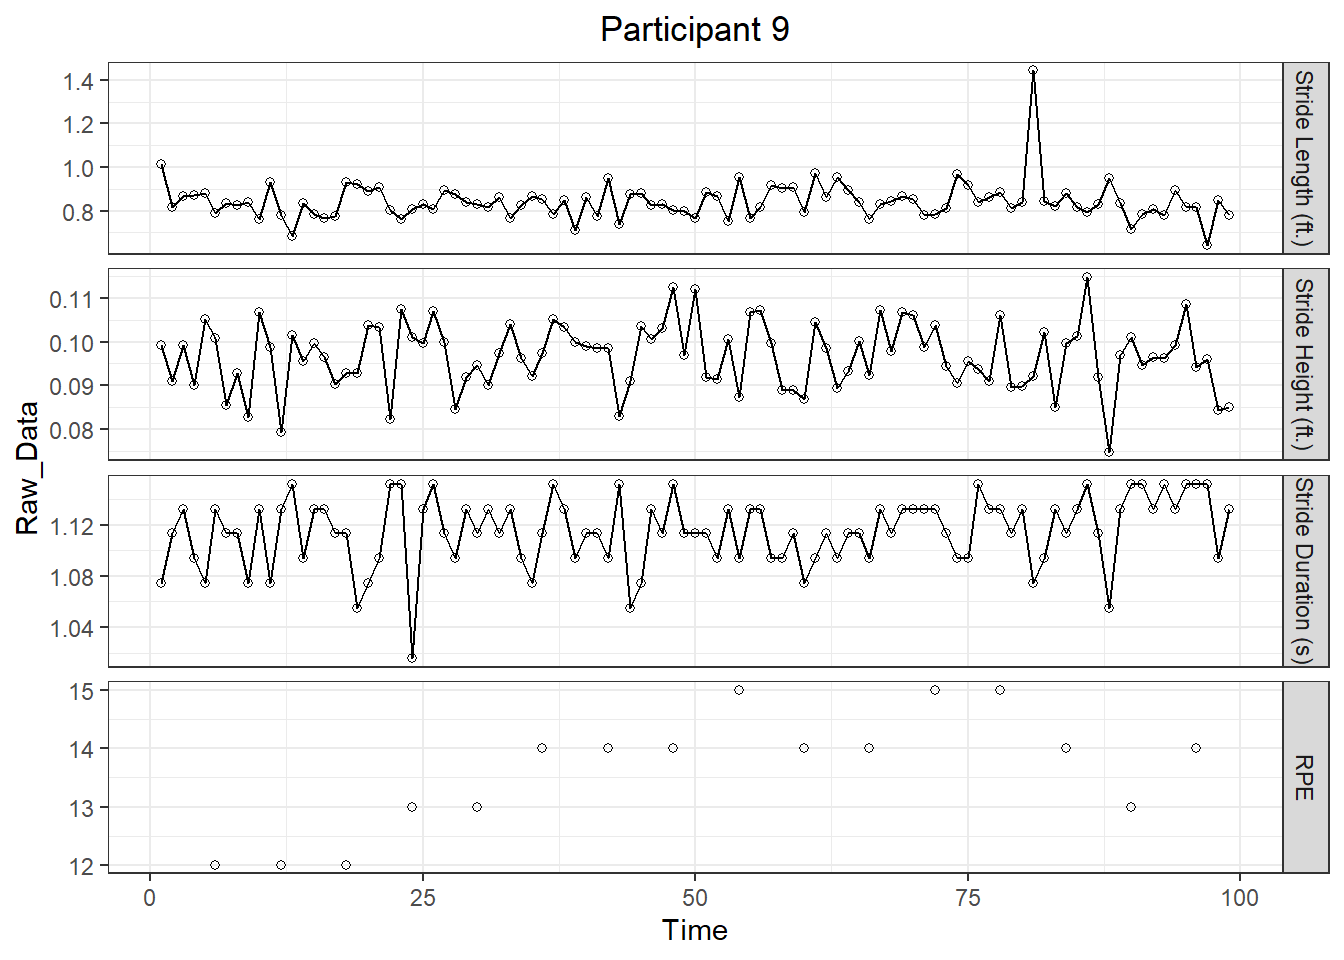 Participant 9
Raw_Data
1.4
1.2
1.0
0.8
Stride Length (ft.)
0.11
0.10
0.09
0.08
Stride Height (ft.)
1.12
1.08
1.04
Stride Duration (s)
15
14
13
12
RPE
0 25 50 75 100
Time